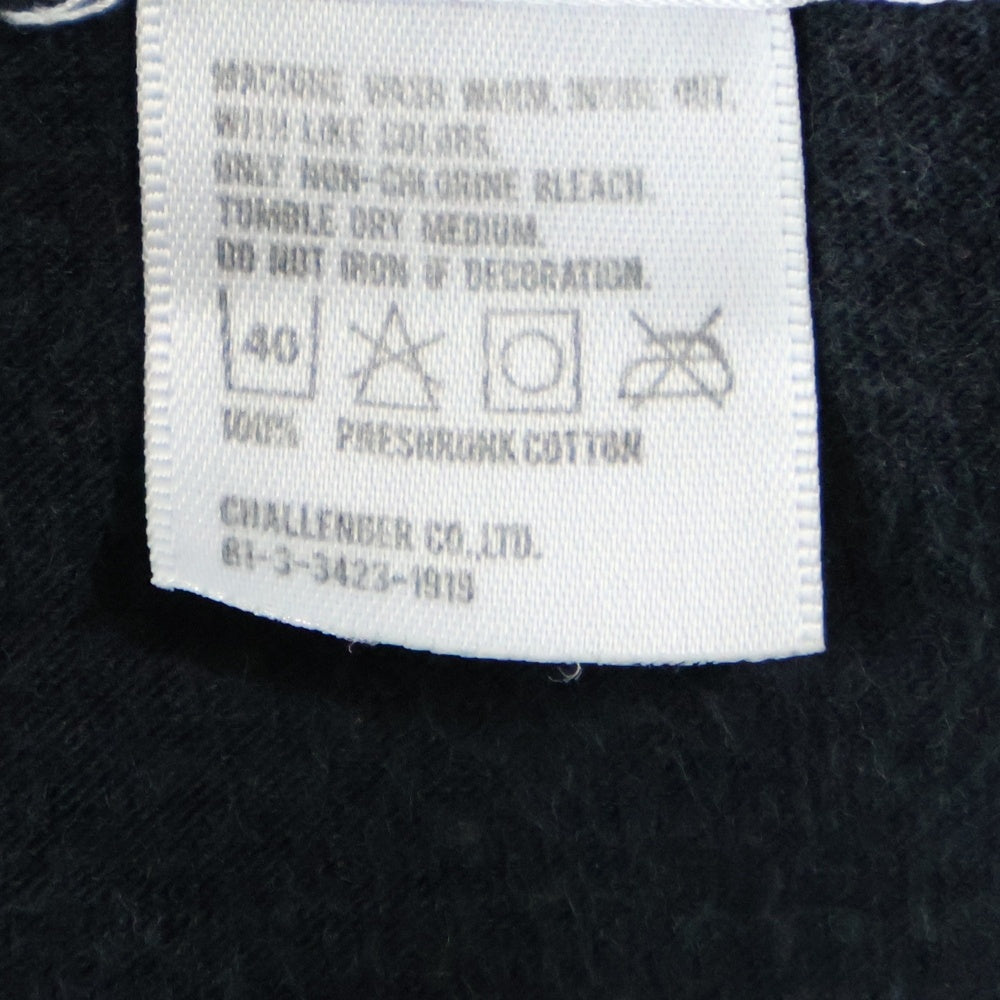 MACHINE WASH WARM, INSIDE OUT,
WITH LIKE COLORS.
ONLY NON-CHLORINE BLEACH.
TUMBLE DRY MEDIUM.
DO NOT IRON IF DECORATION.
40
100% PRESHRUNK COTTON
CHALLENGER CO.,LTD.
81-3-3423-1919